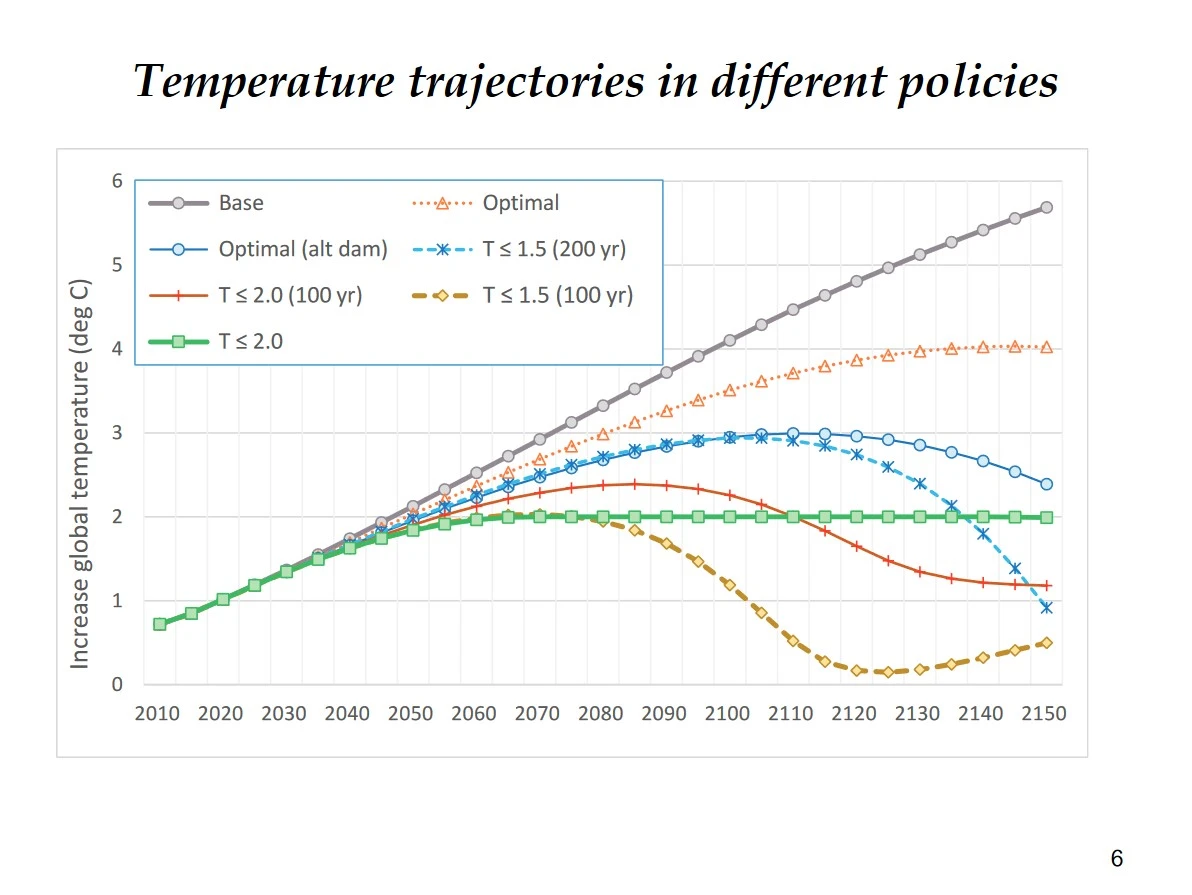 Temperature trajectories in different policies
6
5
4
3
2
1
0
Increase global temperature (deg C)
Base
Optimal
Optimal (alt dam)
T ≤ 1.5 (200 yr)
T ≤ 2.0 (100 yr)
T ≤ 1.5 (100 yr)
T ≤ 2.0
2010 2020 2030 2040 2050 2060 2070 2080 2090 2100 2110 2120 2130 2140 2150
6